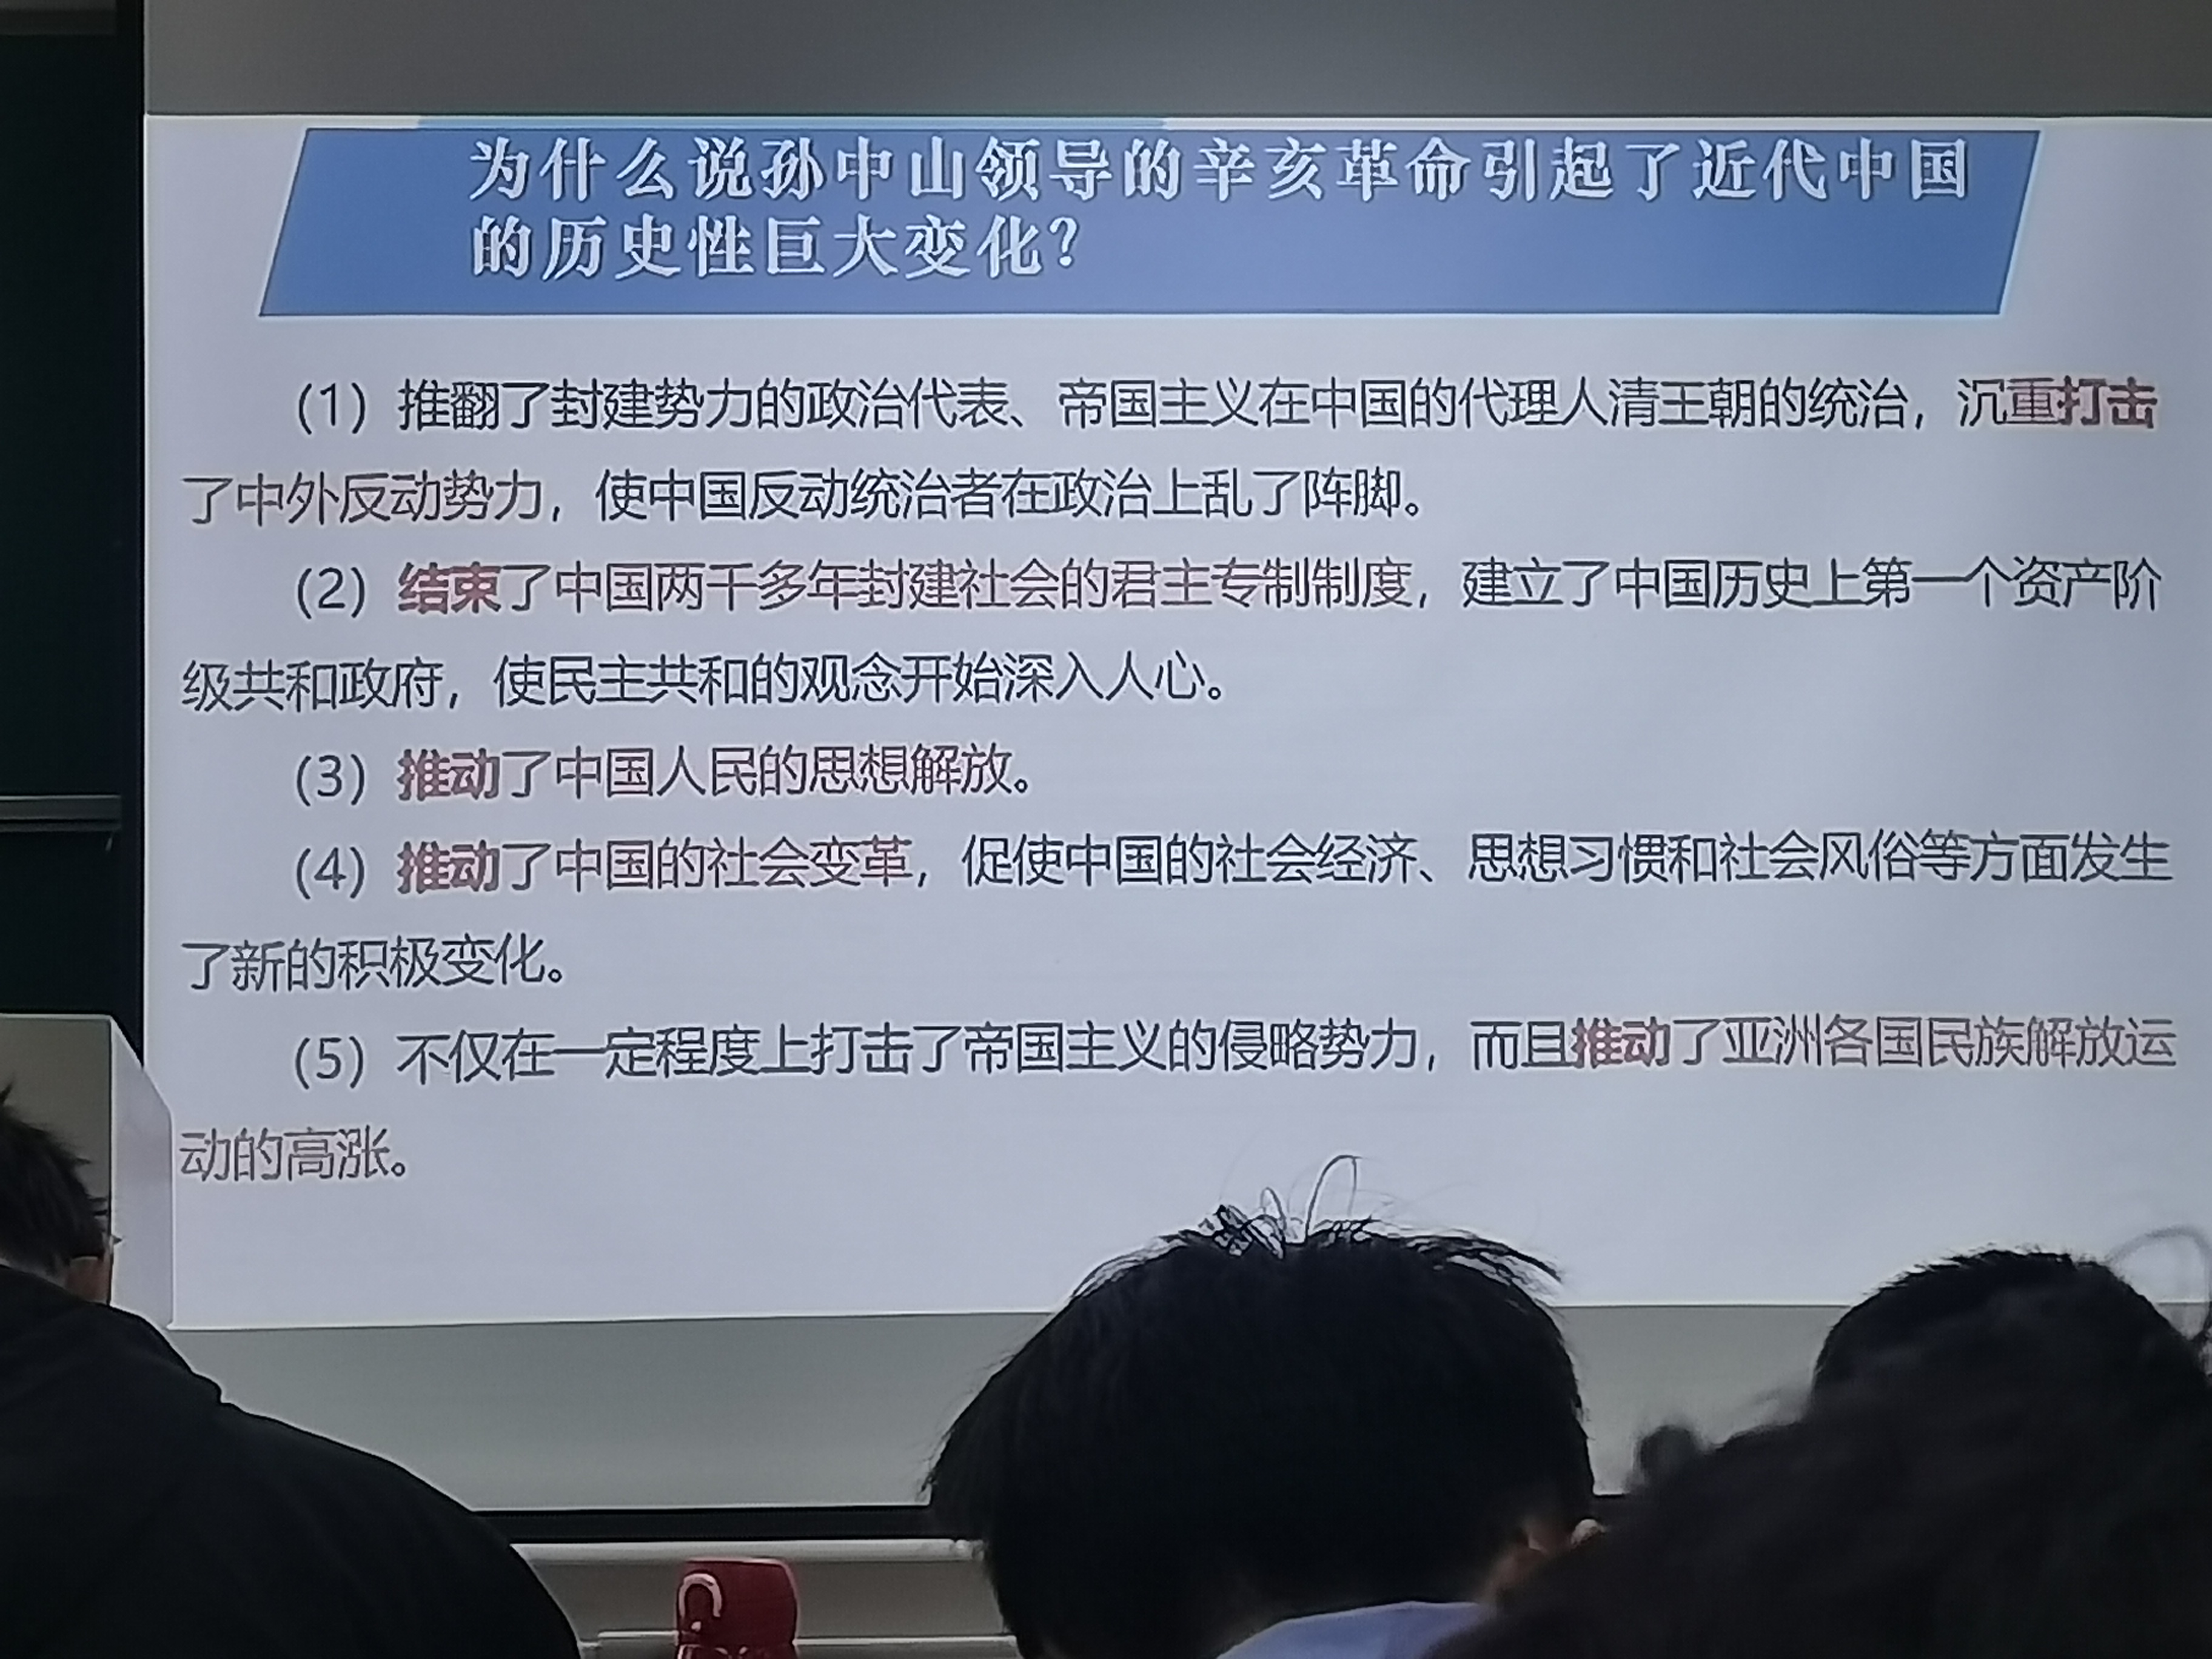 为什么说孙中山领导的辛亥革命引起了近代中国
的历史性巨大变化？
（1）推翻了封建势力的政治代表、帝国主义在中国的代理人清王朝的统治，沉重打击
了中外反动势力，使中国反动统治者在政治上乱了阵脚。
（2）结束了中国两千多年封建社会的君主专制制度，建立了中国历史上第一个资产阶
级共和政府，使民主共和的观念开始深入人心。
（3）推动了中国人民的思想解放。
（4）推动了中国的社会变革，促使中国的社会经济、思想习惯和社会风俗等方面发生
了新的积极变化。
（5）不仅在一定程度上打击了帝国主义的侵略势力，而且推动了亚洲各国民族解放运
动的高涨。